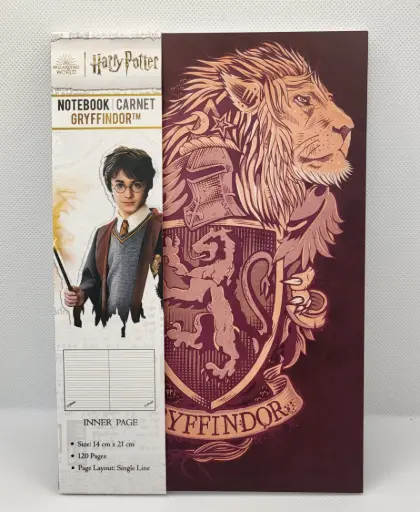 WIZARDING
WORLD
Harry Potter
NOTEBOOK | CARNET
GRYFFINDOR™
INNER PAGE
• Size: 14 cm x 21 cm
• 120 Pages
• Page Layout: Single Line
RYFFINDOR